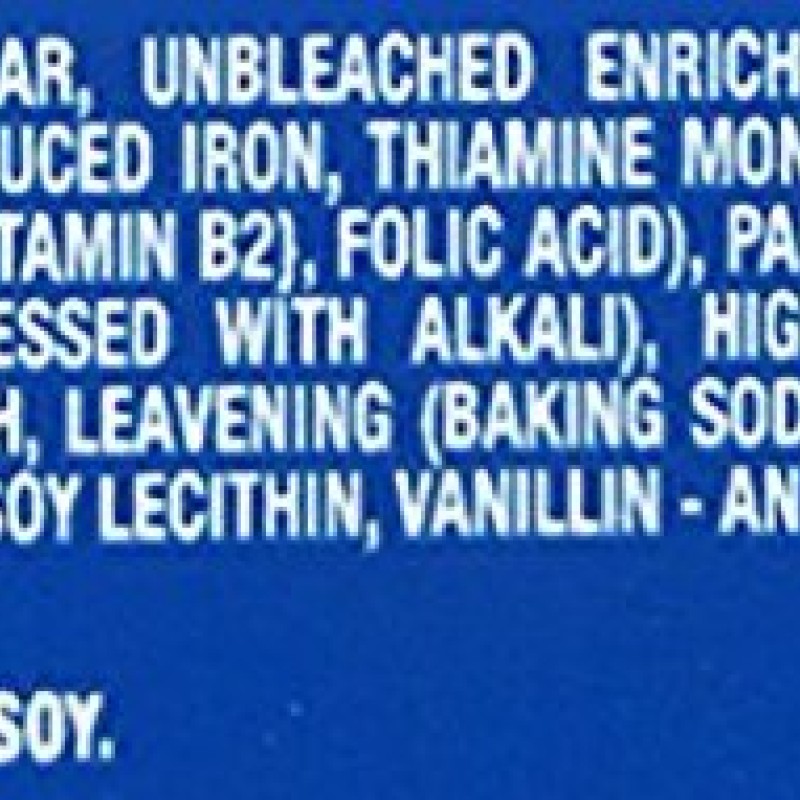 AR, UNBLEACHED ENRICH
UCED IRON, THIAMINE MON
TAMIN B2}, FOLIC ACID), PA
ESSED WITH ALKALI), HIG
H, LEAVENING (BAKING SOD
SOY LECITHIN, VANILLIN - AN
SOY.